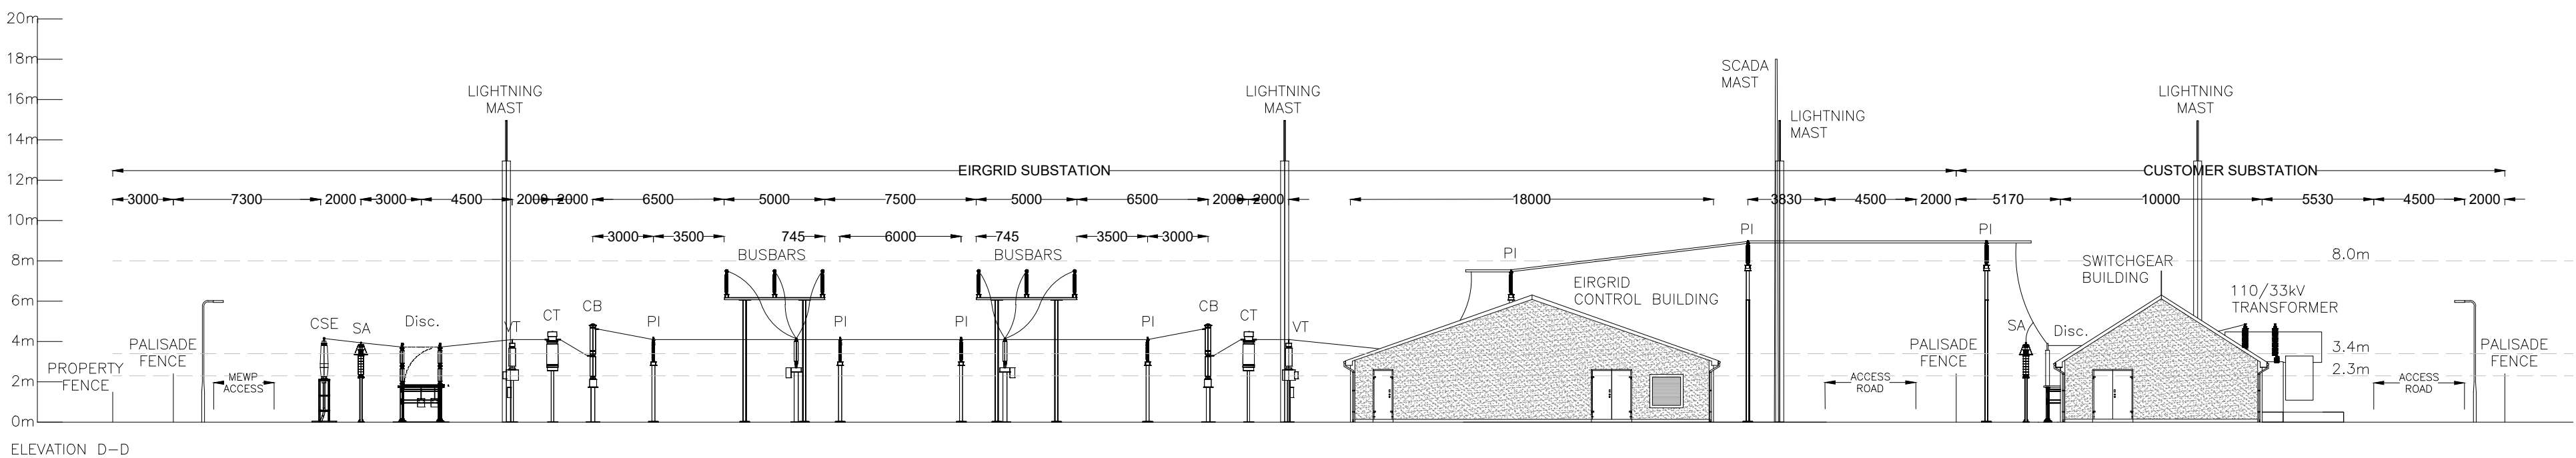 20m
18m
16m
14m
12m
10m
8m
6m
4m
2m
0m
LIGHTNING
MAST
LIGHTNING
MAST
SCADA
MAST
LIGHTNING
MAST
LIGHTNING
MAST
EIRGRID SUBSTATION
CUSTOMER SUBSTATION
3000
7300
2000
3000
4500
2000
2000
6500
5000
7500
5000
6500
2000
2000
18000
3830
4500
2000
5170
10000
5530
4500
2000
3000
3500
745
6000
745
3500
3000
BUSBARS
BUSBARS
PI
PI
PI
8.0m
SWITCHGEAR
BUILDING
EIRGRID
CONTROL BUILDING
110/33kV
TRANSFORMER
CSE
SA
Disc.
VT
CT
CB
PI
PI
PI
PI
CB
CT
VT
SA
Disc.
3.4m
2.3m
PROPERTY
FENCE
PALISADE
FENCE
MEWP
ACCESS
ACCESS
ROAD
PALISADE
FENCE
ACCESS
ROAD
PALISADE
FENCE
ELEVATION D-D